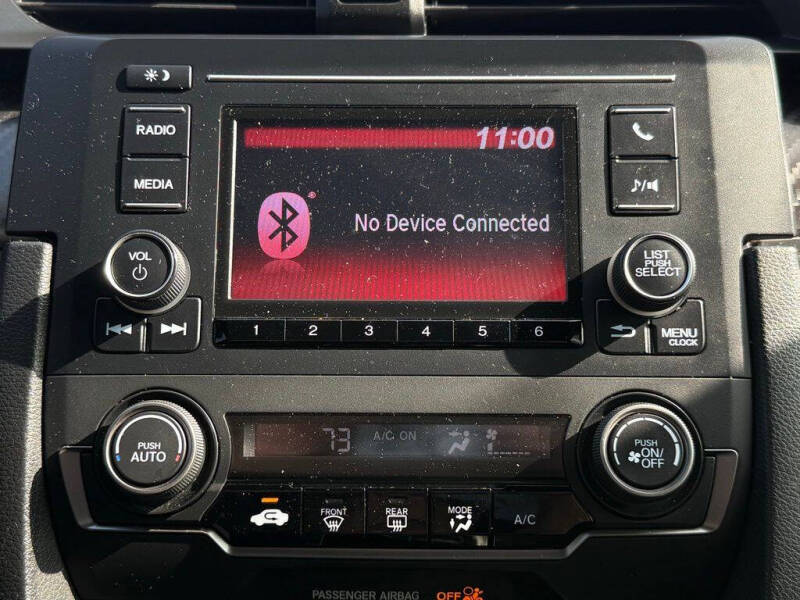 RADIO
11:00
MEDIA
No Device Connected
VOL
LIST
PUSH
SELECT
1 2 3 4 5 6
MENU
CLOCK
PUSH
AUTO
73
A/C ON
PUSH
ON/
OFF
FRONT
REAR
MODE
A/C
PASSENGER AIRBAG OFF